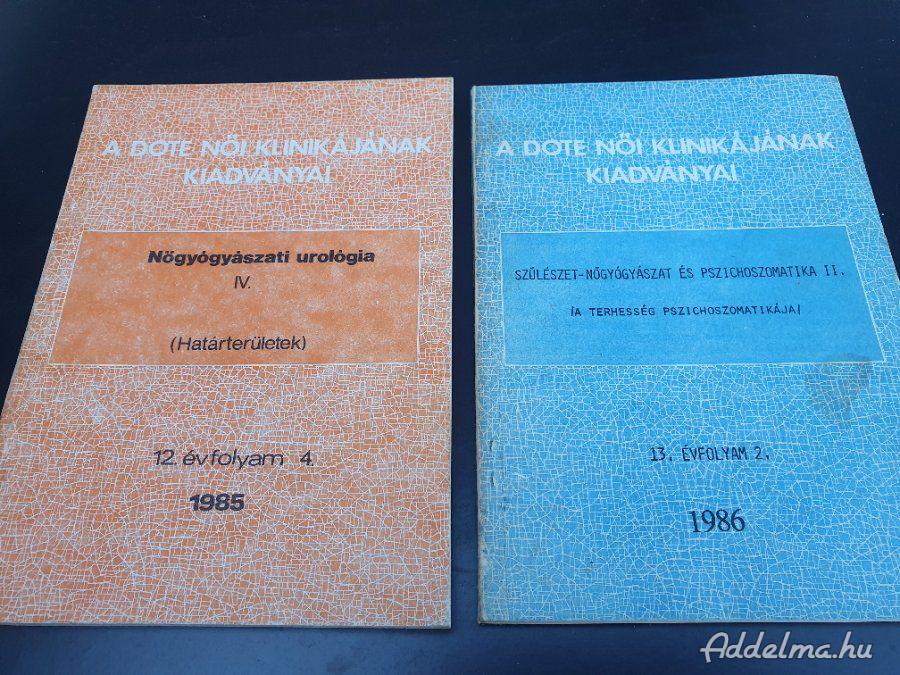 A DOTE NŐI KLINIKÁJÁNAK
KIADVÁNYAI
Nőgyógyászati urológia
IV.
(Határterületek)
12. évfolyam 4.
1985
A DOTE NŐI KLINIKÁJÁNAK
KIADVÁNYAI
SZÜLÉSZET-NŐGYÓGYÁSZAT ÉS PSZICHOSZOMATIKA II.
/A TERHESSÉG PSZICHOSZOMATIKÁJA/
13. ÉVFOLYAM 2.
1986
Addelma.hu